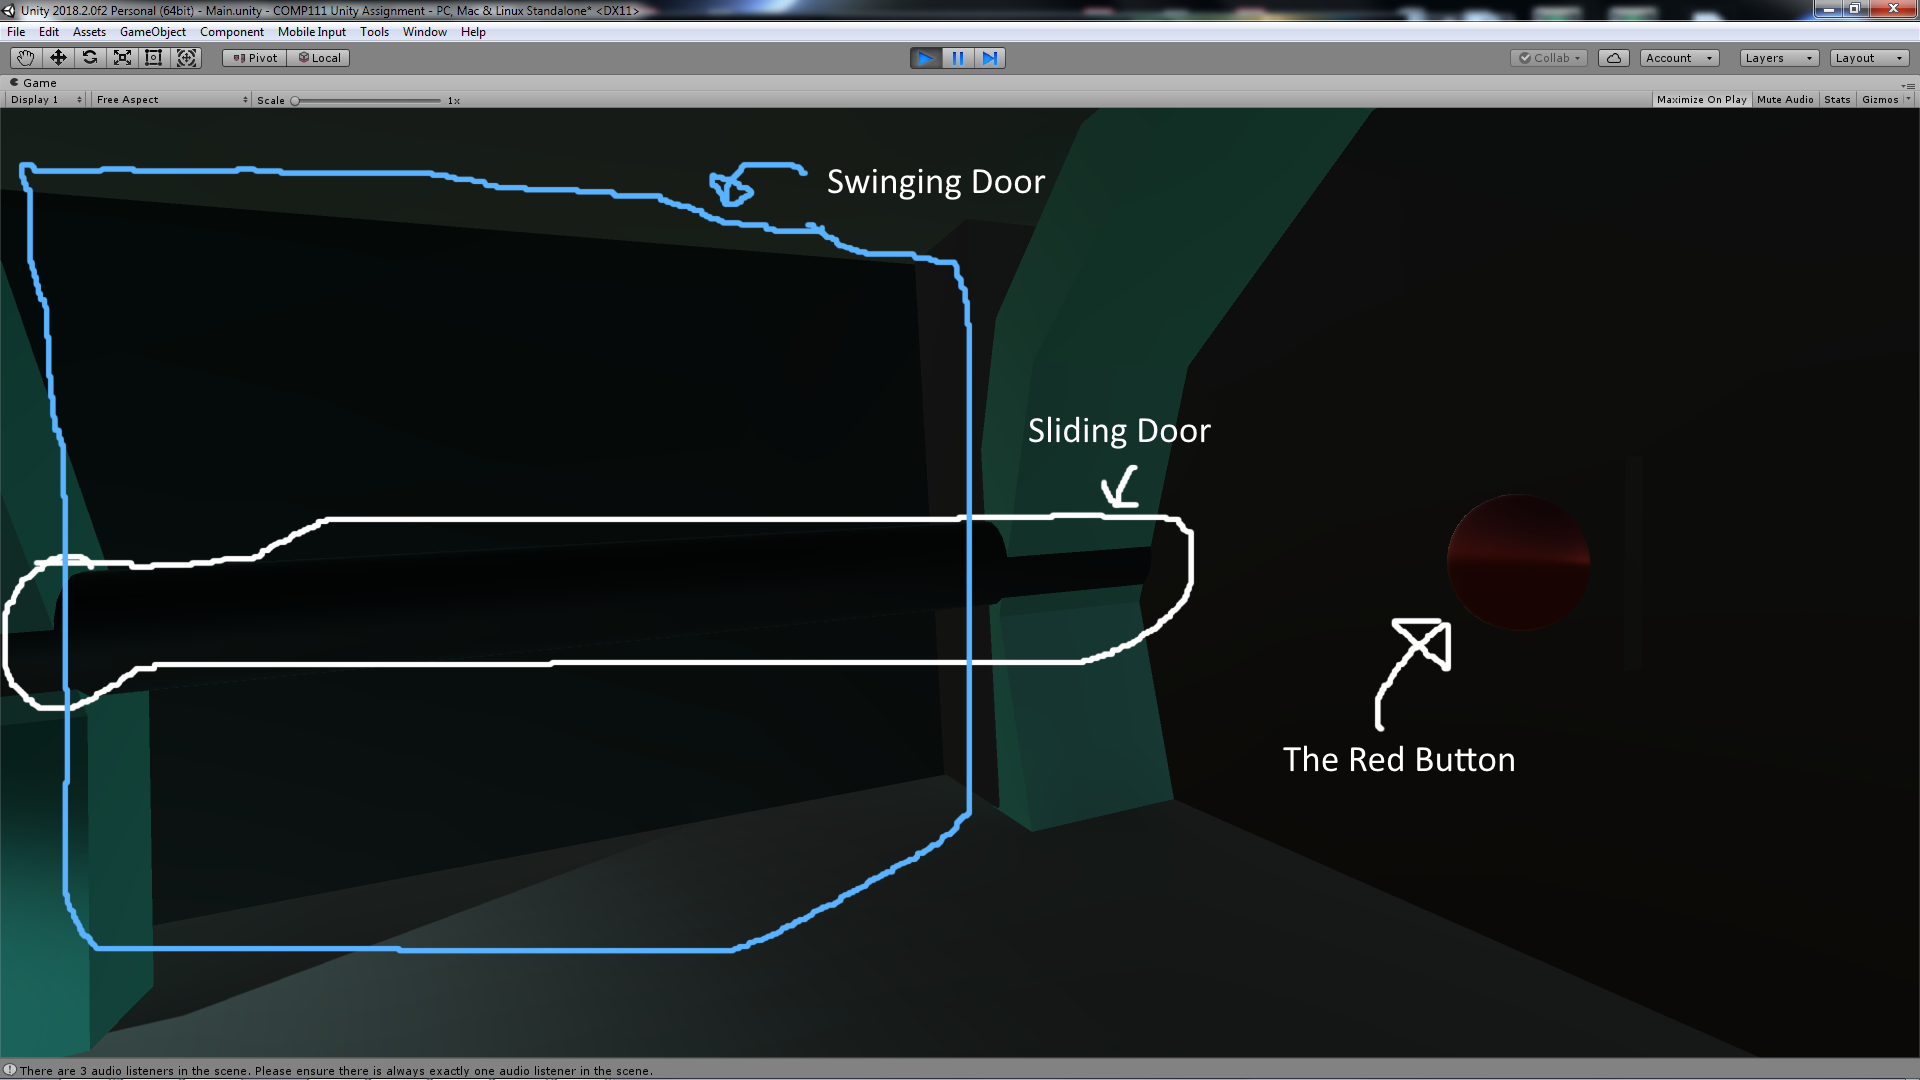 Unity 2018.2.0f2 Personal (64bit) - Main.unity - COMP111 Unity Assignment - PC, Mac & Linux Standalone* <DX11>
File Edit Assets GameObject Component Mobile Input Tools Window Help
Pivot Local Collab Account Layers Layout
Game
Display 1 Free Aspect Scale 1x Maximize On Play Mute Audio Stats Gizmos
Swinging Door
Sliding Door
The Red Button
There are 3 audio listeners in the scene. Please ensure there is always exactly one audio listener in the scene.